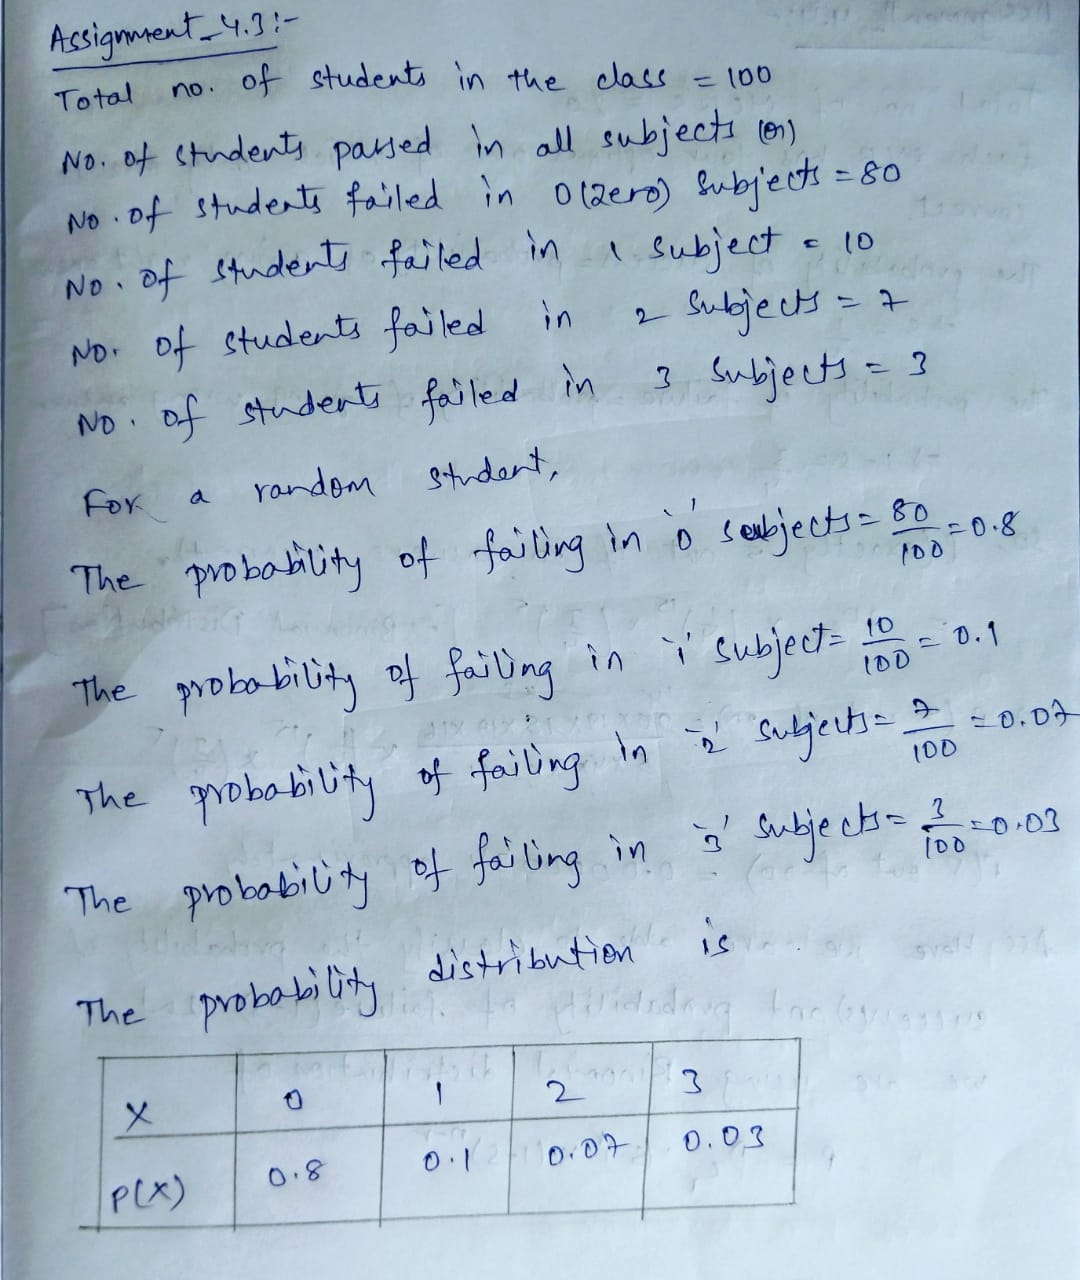 Assignment_4.3:-
Total no. of students in the class = 100
No. of students passed in all subjects (or)
No. of students failed in 0(zero) subjects = 80
No. of students failed in 1 subject = 10
No. of students failed in 2 subjects = 7
No. of students failed in 3 subjects = 3
For a random student,
The probability of failing in '0' subjects = 80/100 = 0.8
The probability of failing in '1' subject = 10/100 = 0.1
The probability of failing in '2' subjects = 7/100 = 0.07
The probability of failing in '3' subjects = 3/100 = 0.03
The probability distribution is
X 0 1 2 3
P(X) 0.8 0.1 0.07 0.03